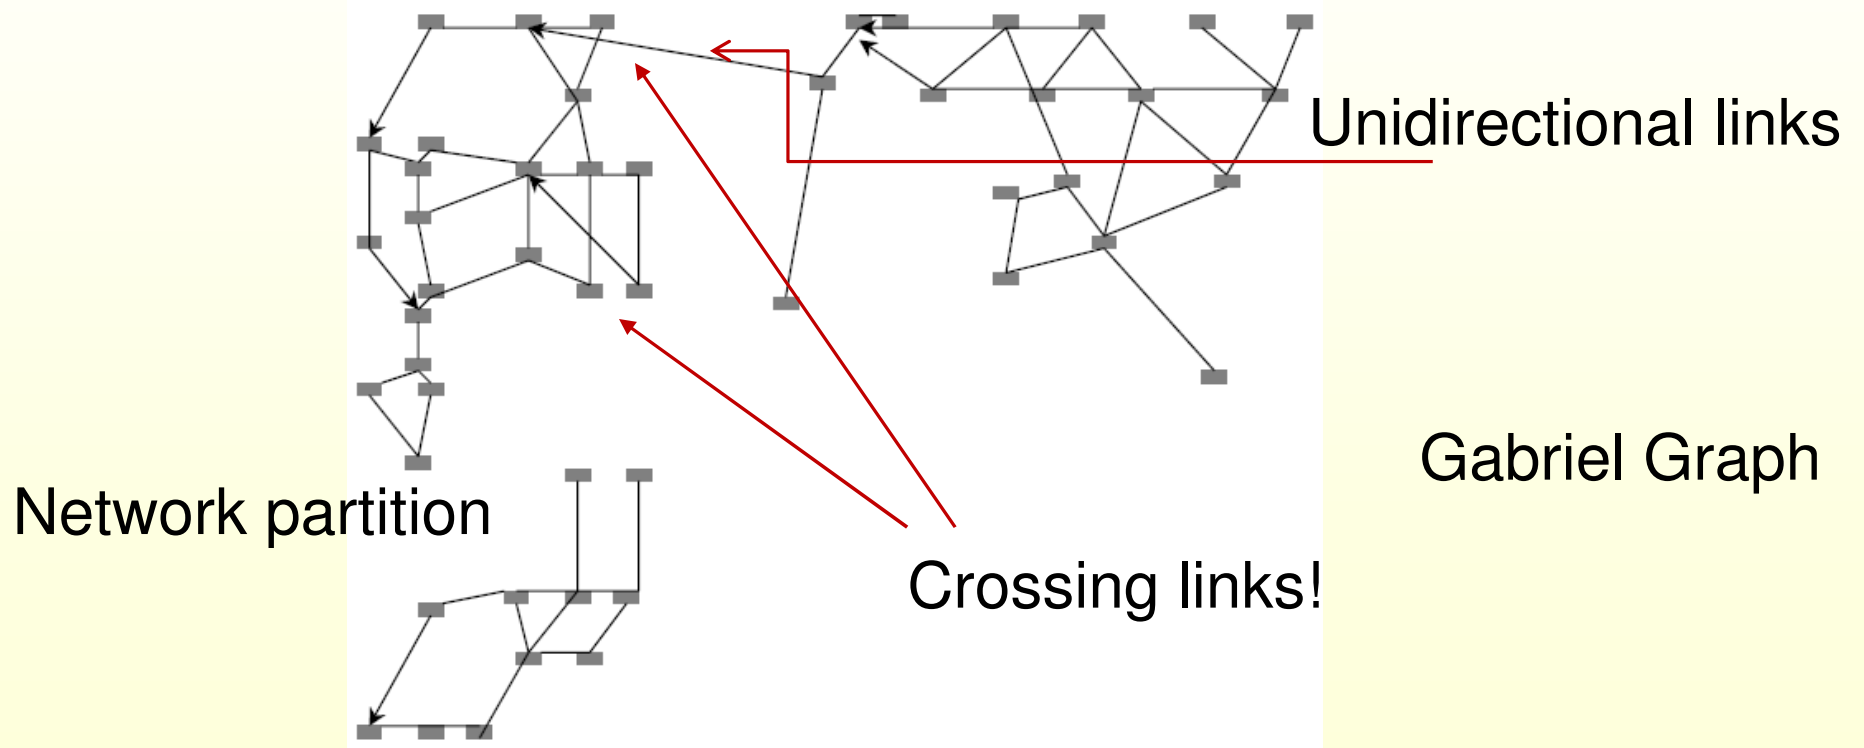 Unidirectional links
Gabriel Graph
Network partition
Crossing links!